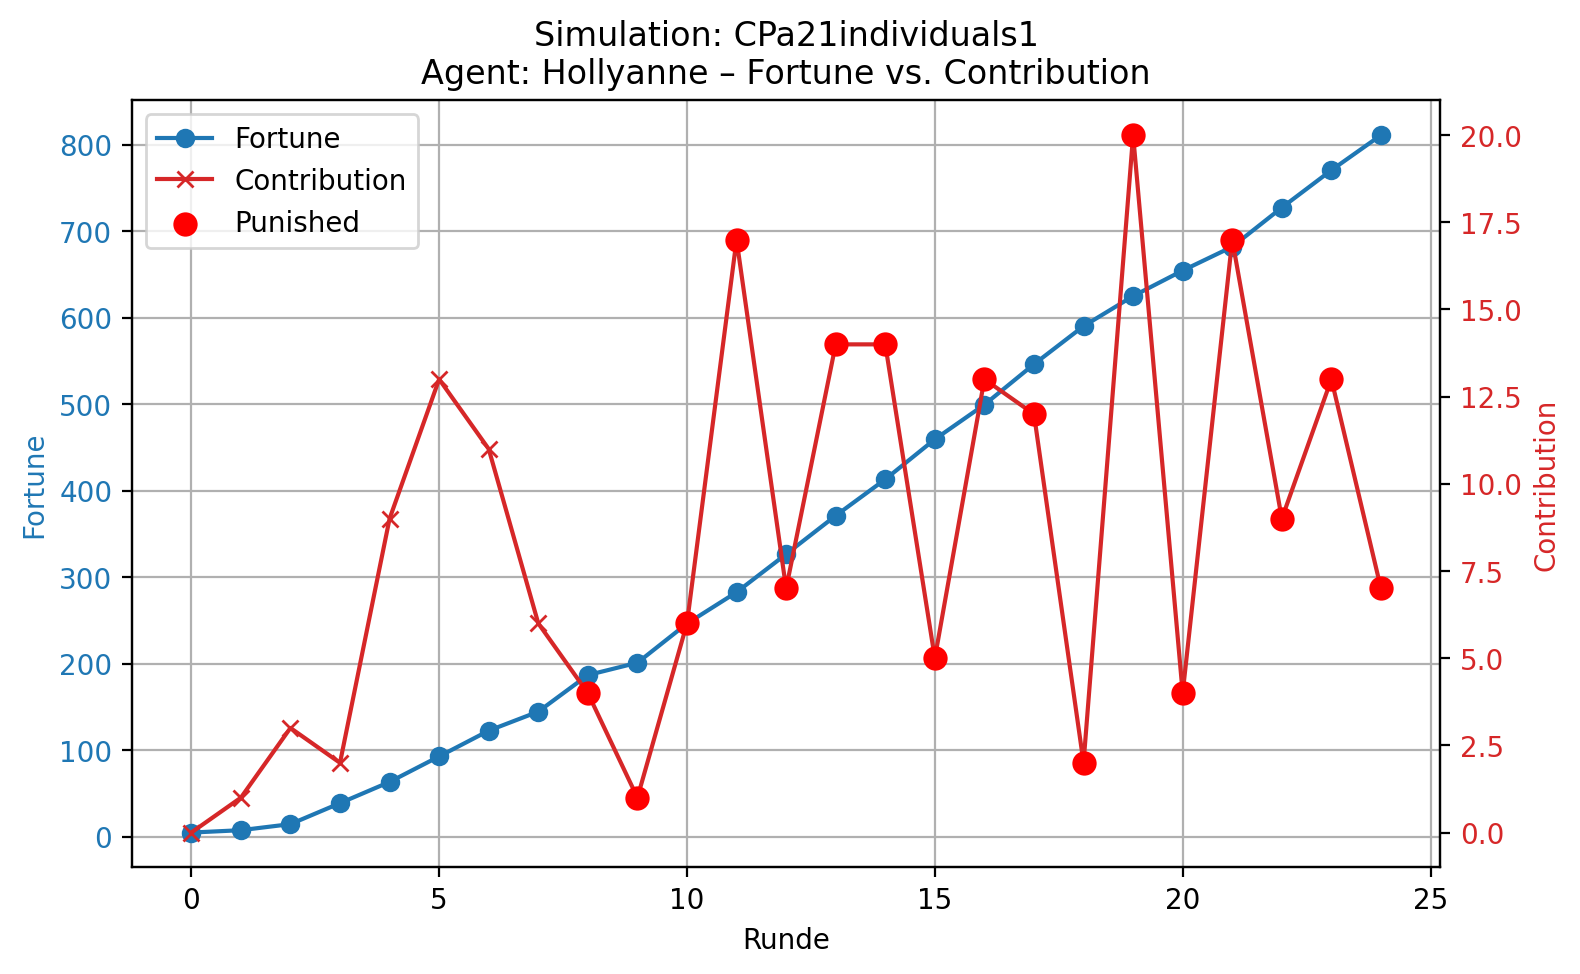 Simulation: CPa21individuals1
Agent: Hollyanne – Fortune vs. Contribution
Fortune
Contribution
Punished
800
700
600
500
400
300
200
100
0
Fortune
20.0
17.5
15.0
12.5
10.0
7.5
5.0
2.5
0.0
Contribution
0 5 10 15 20 25
Runde